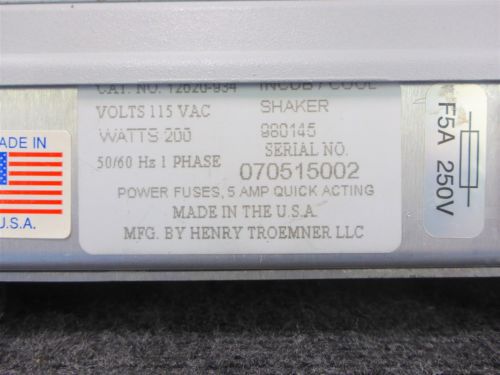 CAT. NO. 12620-934 INCUB / COOL
VOLTS 115 VAC SHAKER
WATTS 200 980145
50/60 Hz 1 PHASE SERIAL NO.
070515002
POWER FUSES, 5 AMP QUICK ACTING
MADE IN THE U.S.A.
MFG. BY HENRY TROEMNER LLC
MADE IN
U.S.A.
F5A 250V